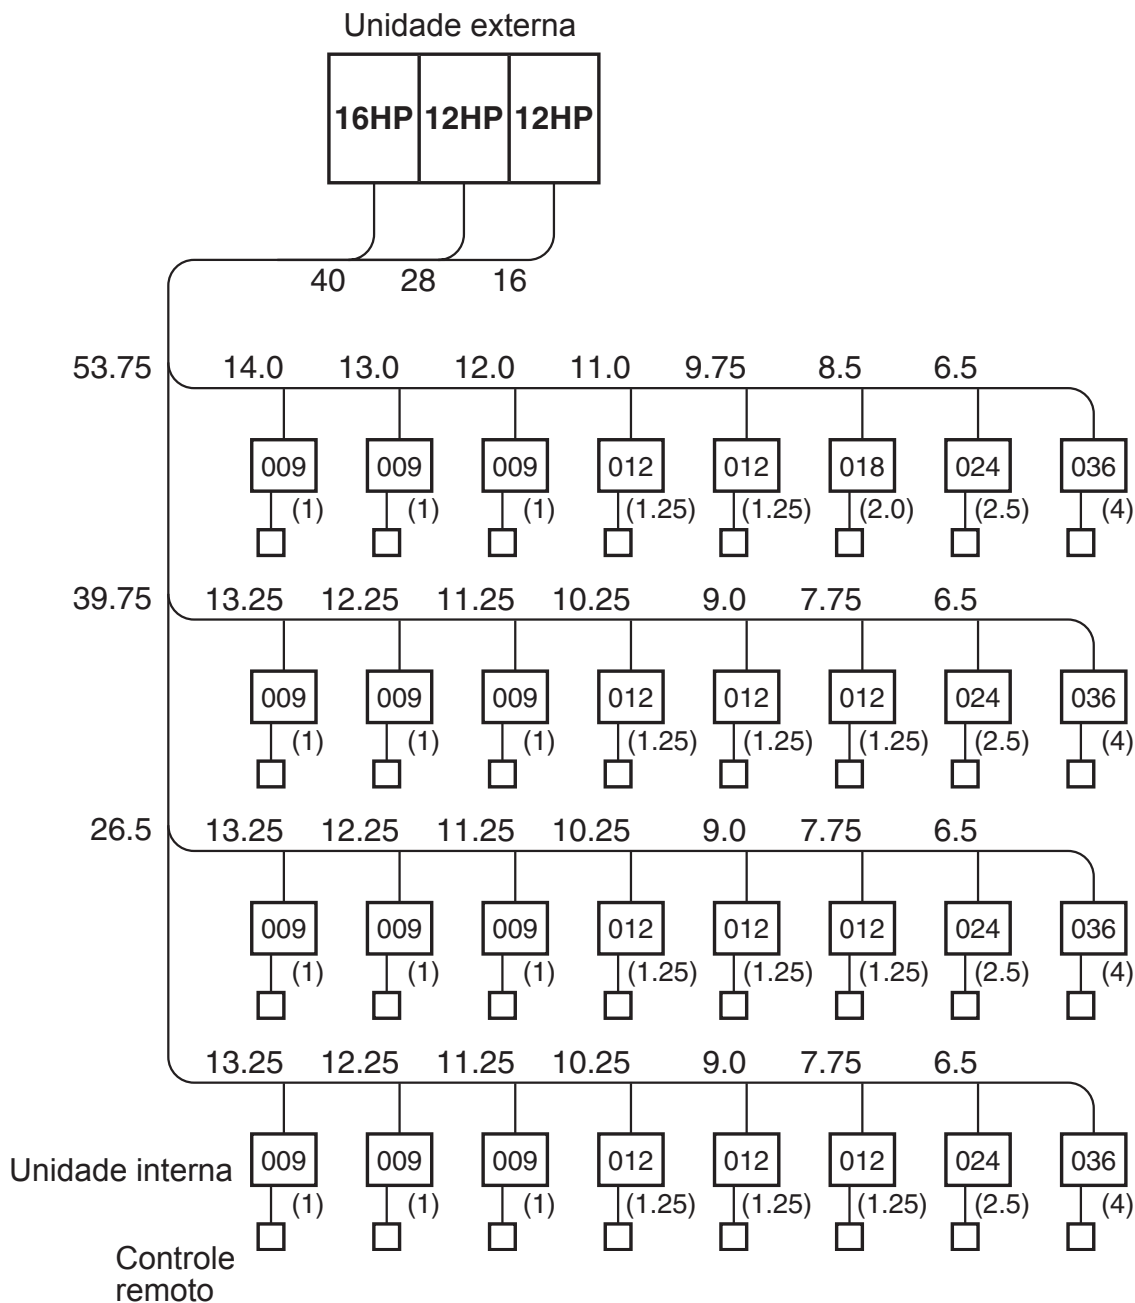 Unidade externa
16HP 12HP 12HP
40 28 16
53.75 14.0 13.0 12.0 11.0 9.75 8.5 6.5
009 009 009 012 012 018 024 036
(1) (1) (1) (1.25) (1.25) (2.0) (2.5) (4)
39.75 13.25 12.25 11.25 10.25 9.0 7.75 6.5
009 009 009 012 012 012 024 036
(1) (1) (1) (1.25) (1.25) (1.25) (2.5) (4)
26.5 13.25 12.25 11.25 10.25 9.0 7.75 6.5
009 009 009 012 012 012 024 036
(1) (1) (1) (1.25) (1.25) (1.25) (2.5) (4)
13.25 12.25 11.25 10.25 9.0 7.75 6.5
Unidade interna 009 009 009 012 012 012 024 036
(1) (1) (1) (1.25) (1.25) (1.25) (2.5) (4)
Controle
remoto